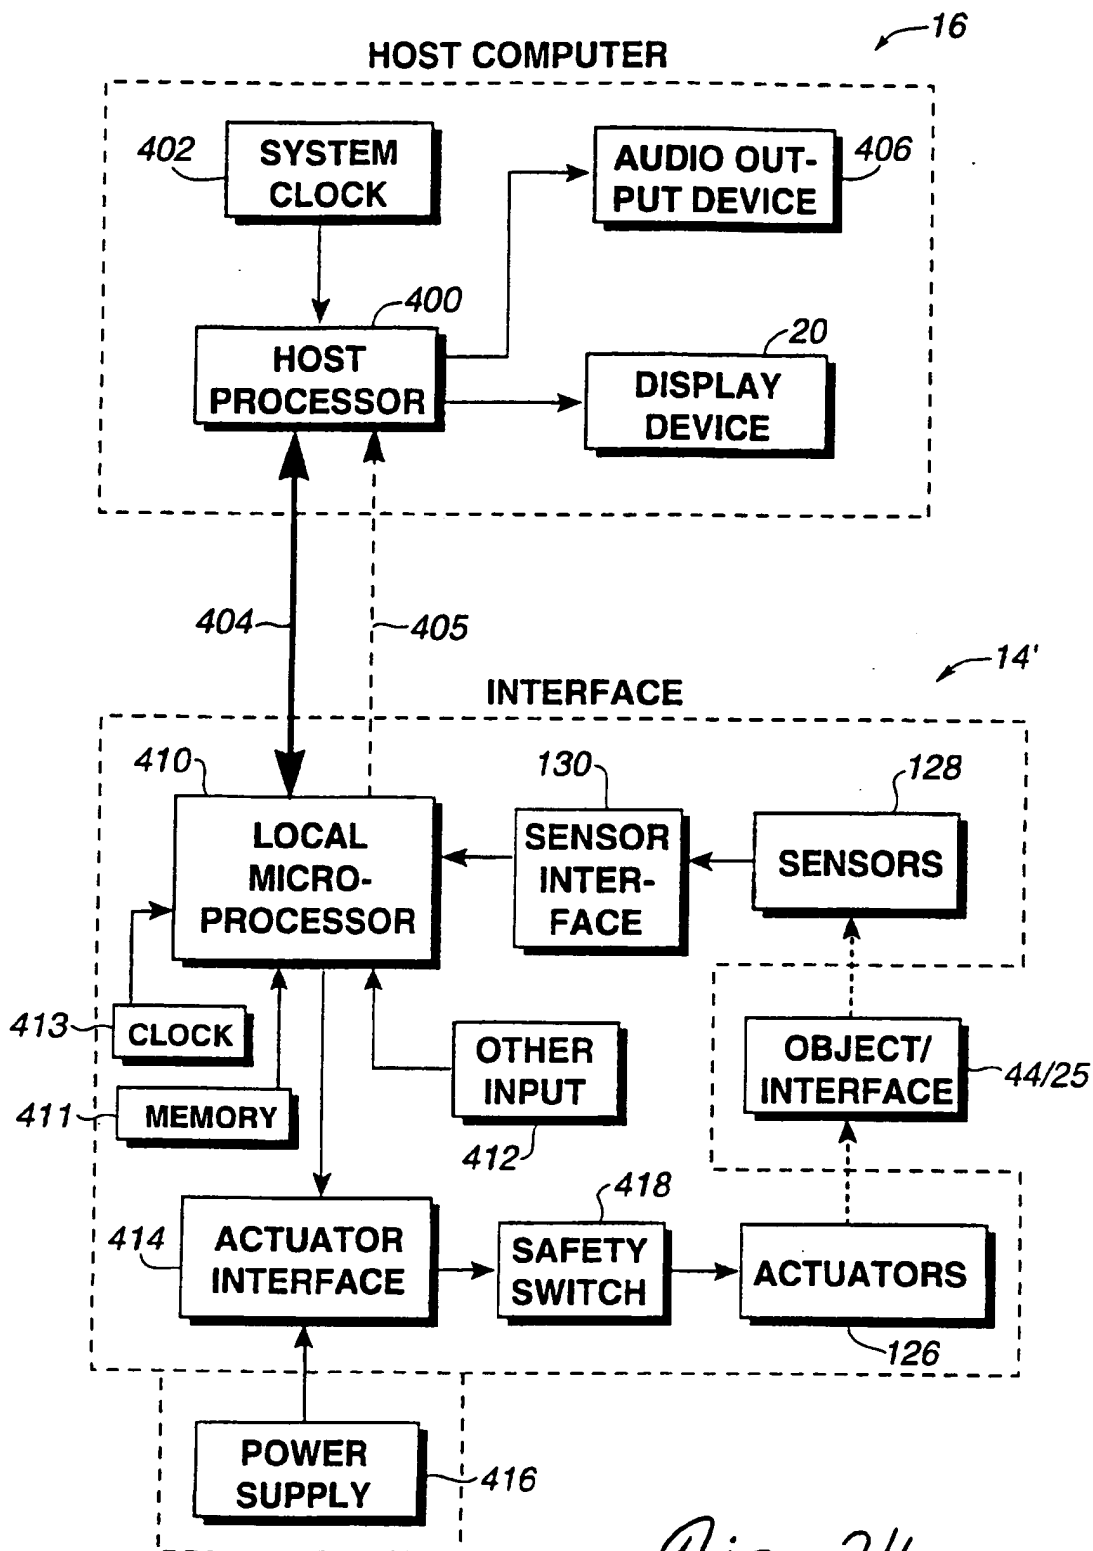 16
HOST COMPUTER
402
SYSTEM
CLOCK
AUDIO OUT-
PUT DEVICE
406
400
HOST
PROCESSOR
20
DISPLAY
DEVICE
404
405
14'
INTERFACE
410
LOCAL
MICRO-
PROCESSOR
130
SENSOR
INTER-
FACE
128
SENSORS
413
CLOCK
411
MEMORY
OTHER
INPUT
412
OBJECT/
INTERFACE
44/25
414
ACTUATOR
INTERFACE
418
SAFETY
SWITCH
ACTUATORS
126
POWER
SUPPLY
416